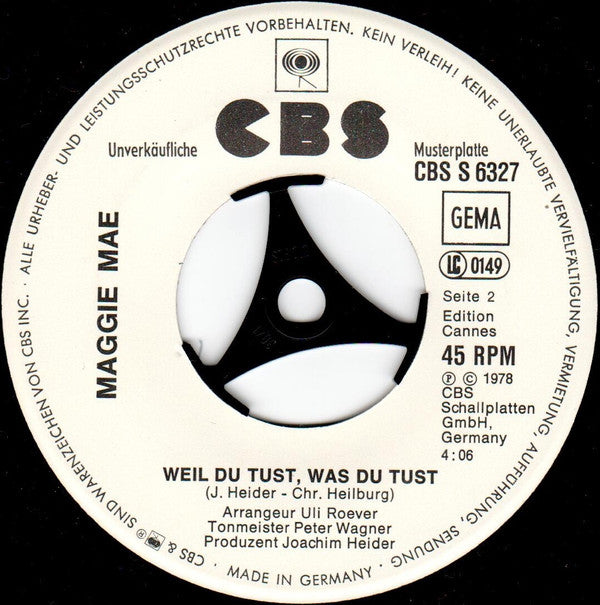 ALLE URHEBER- UND LEISTUNGSSCHUTZRECHTE VORBEHALTEN. KEIN VERLEIH! KEINE UNERLAUBTE VERVIELFÄLTIGUNG, VERMIETUNG, AUFFÜHRUNG, SENDUNG!
CBS
Unverkäufliche
Musterplatte
CBS S 6327
GEMA
LC 0149
MAGGIE MAE
Seite 2
Edition
Cannes
45 RPM
Ⓟ © 1978
CBS
Schallplatten
GmbH,
Germany
4:06
WEIL DU TUST, WAS DU TUST
(J. Heider - Chr. Heilburg)
Arrangeur Uli Roever
Tonmeister Peter Wagner
Produzent Joachim Heider
· MADE IN GERMANY ·
CBS & ® SIND WARENZEICHEN VON CBS INC. ·